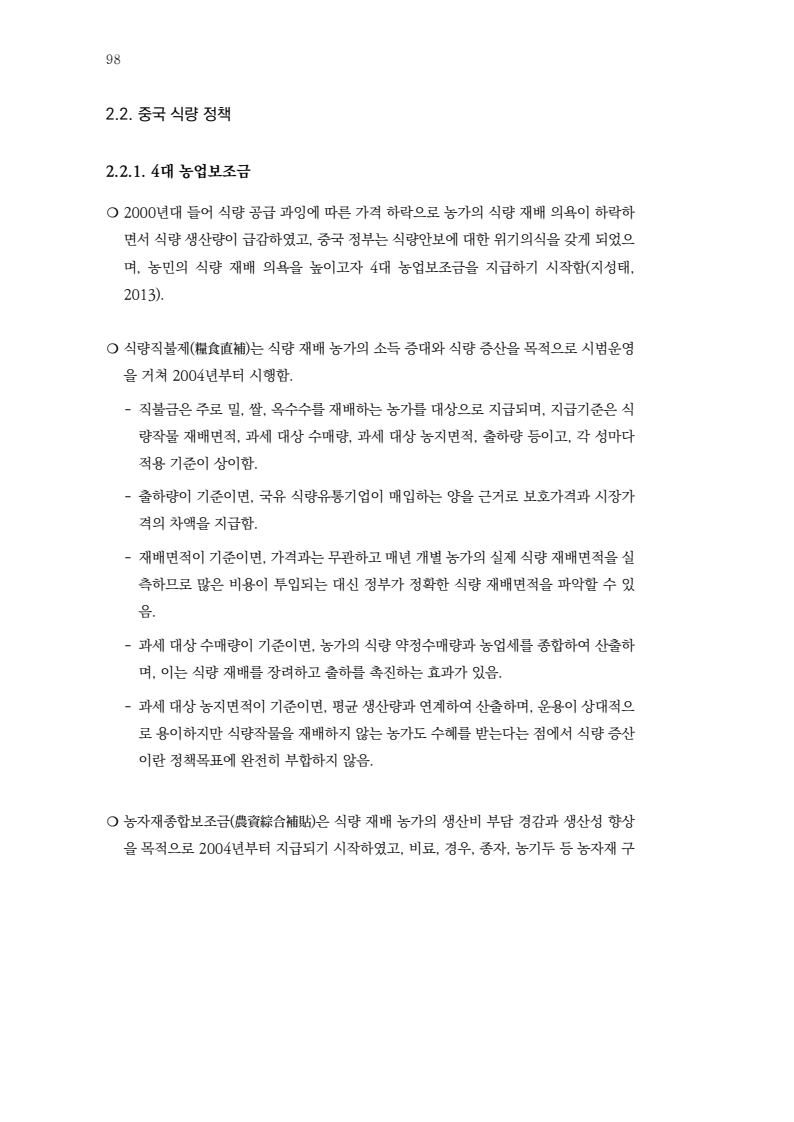 98
2.2. 중국 식량 정책
2.2.1. 4대 농업보조금
❍ 2000년대 들어 식량 공급 과잉에 따른 가격 하락으로 농가의 식량 재배 의욕이 하락하
면서 식량 생산량이 급감하였고, 중국 정부는 식량안보에 대한 위기의식을 갖게 되었으
며, 농민의 식량 재배 의욕을 높이고자 4대 농업보조금을 지급하기 시작함(지성태,
2013).
❍ 식량직불제(糧食直補)는 식량 재배 농가의 소득 증대와 식량 증산을 목적으로 시범운영
을 거쳐 2004년부터 시행함.
- 직불금은 주로 밀, 쌀, 옥수수를 재배하는 농가를 대상으로 지급되며, 지급기준은 식
량작물 재배면적, 과세 대상 수매량, 과세 대상 농지면적, 출하량 등이고, 각 성마다
적용 기준이 상이함.
- 출하량이 기준이면, 국유 식량유통기업이 매입하는 양을 근거로 보호가격과 시장가
격의 차액을 지급함.
- 재배면적이 기준이면, 가격과는 무관하고 매년 개별 농가의 실제 식량 재배면적을 실
측하므로 많은 비용이 투입되는 대신 정부가 정확한 식량 재배면적을 파악할 수 있
음.
- 과세 대상 수매량이 기준이면, 농가의 식량 약정수매량과 농업세를 종합하여 산출하
며, 이는 식량 재배를 장려하고 출하를 촉진하는 효과가 있음.
- 과세 대상 농지면적이 기준이면, 평균 생산량과 연계하여 산출하며, 운용이 상대적으
로 용이하지만 식량작물을 재배하지 않는 농가도 수혜를 받는다는 점에서 식량 증산
이란 정책목표에 완전히 부합하지 않음.
❍ 농자재종합보조금(農資綜合補貼)은 식량 재배 농가의 생산비 부담 경감과 생산성 향상
을 목적으로 2004년부터 지급되기 시작하였고, 비료, 경우, 종자, 농기두 등 농자재 구